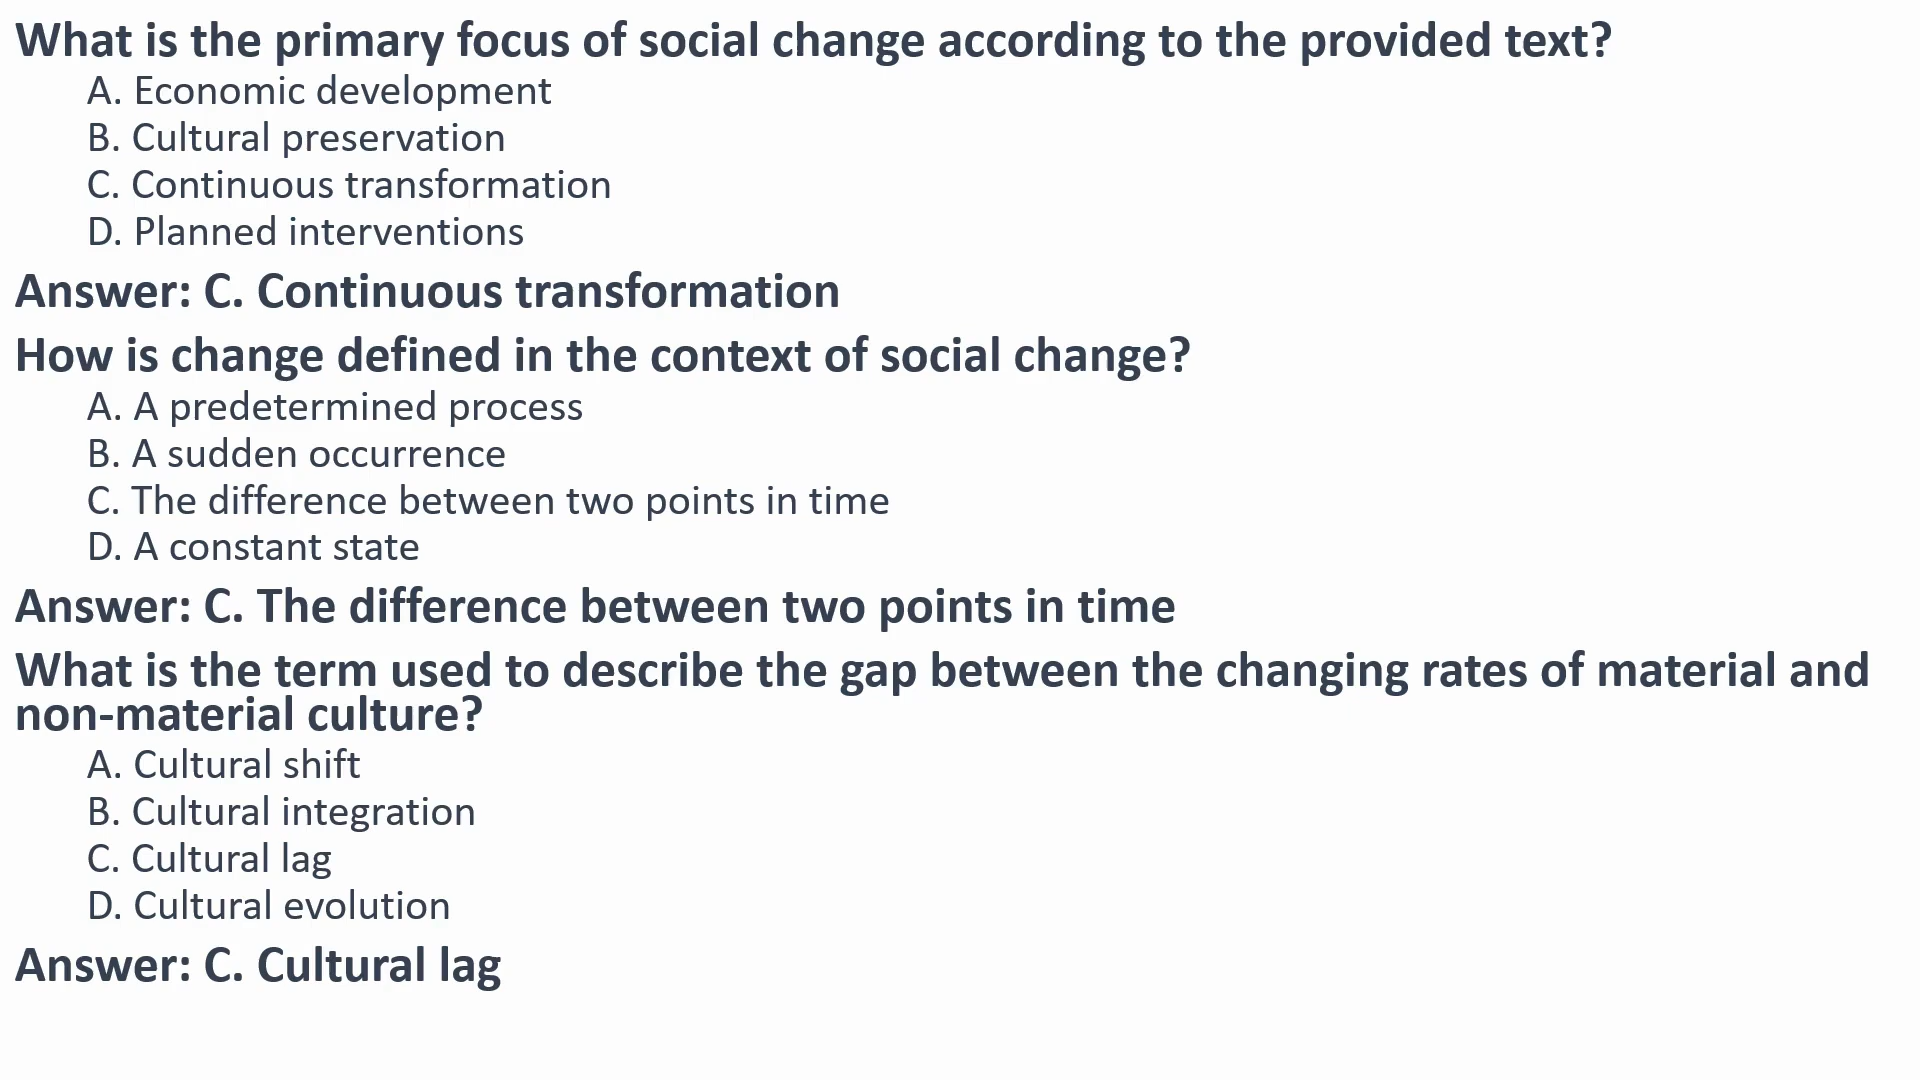 What is the primary focus of social change according to the provided text?
A. Economic development
B. Cultural preservation
C. Continuous transformation
D. Planned interventions
Answer: C. Continuous transformation
How is change defined in the context of social change?
A. A predetermined process
B. A sudden occurrence
C. The difference between two points in time
D. A constant state
Answer: C. The difference between two points in time
What is the term used to describe the gap between the changing rates of material and
non-material culture?
A. Cultural shift
B. Cultural integration
C. Cultural lag
D. Cultural evolution
Answer: C. Cultural lag